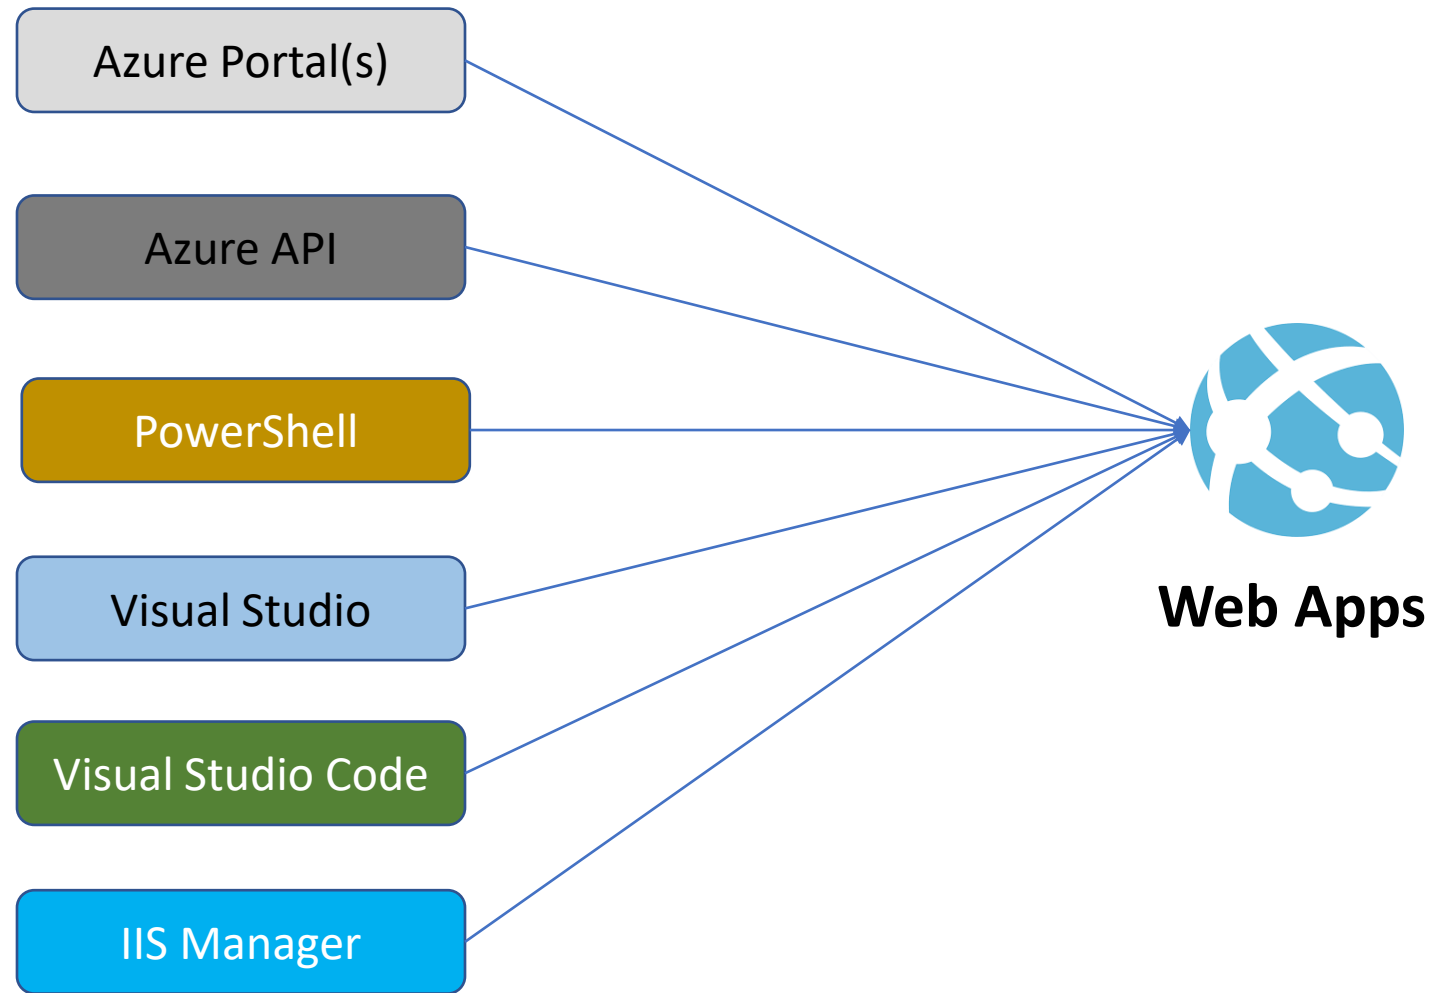 Azure Portal(s)
Azure API
PowerShell
Visual Studio
Web Apps
Visual Studio Code
IIS Manager